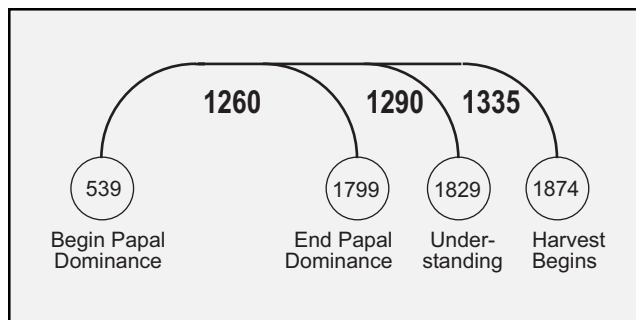 1260 1290 1335
539 1799 1829 1874
Begin Papal End Papal Under- Harvest
Dominance Dominance standing Begins